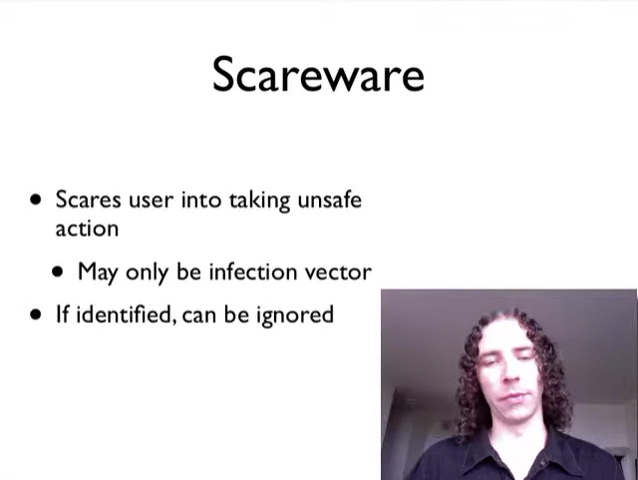 Scareware
• Scares user into taking unsafe
action
• May only be infection vector
• If identified, can be ignored